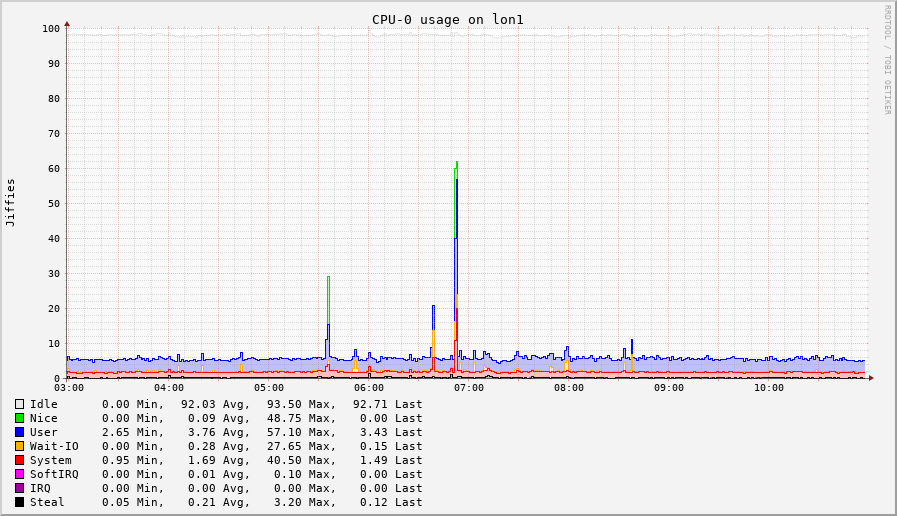 CPU-0 usage on lon1
RRDTOOL / TOBI OETIKER
Jiffies
100
90
80
70
60
50
40
30
20
10
0
03:00 04:00 05:00 06:00 07:00 08:00 09:00 10:00
Idle 0.00 Min, 92.03 Avg, 93.50 Max, 92.71 Last
Nice 0.00 Min, 0.09 Avg, 48.75 Max, 0.00 Last
User 2.65 Min, 3.76 Avg, 57.10 Max, 3.43 Last
Wait-IO 0.00 Min, 0.28 Avg, 27.65 Max, 0.15 Last
System 0.95 Min, 1.69 Avg, 40.50 Max, 1.49 Last
SoftIRQ 0.00 Min, 0.01 Avg, 0.10 Max, 0.00 Last
IRQ 0.00 Min, 0.00 Avg, 0.00 Max, 0.00 Last
Steal 0.05 Min, 0.21 Avg, 3.20 Max, 0.12 Last